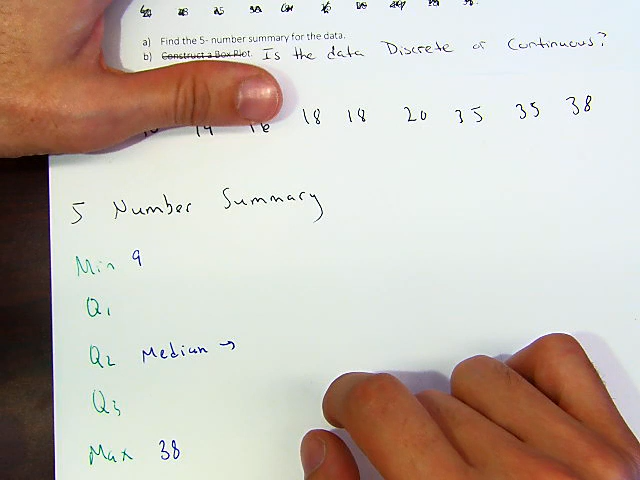 a) Find the 5- number summary for the data.
b) Construct a Box Plot. Is the data Discrete or Continuous?
14 16 18 18 20 35 35 38
5 Number Summary
Min 9
Q1
Q2 Median →
Q3
Max 38